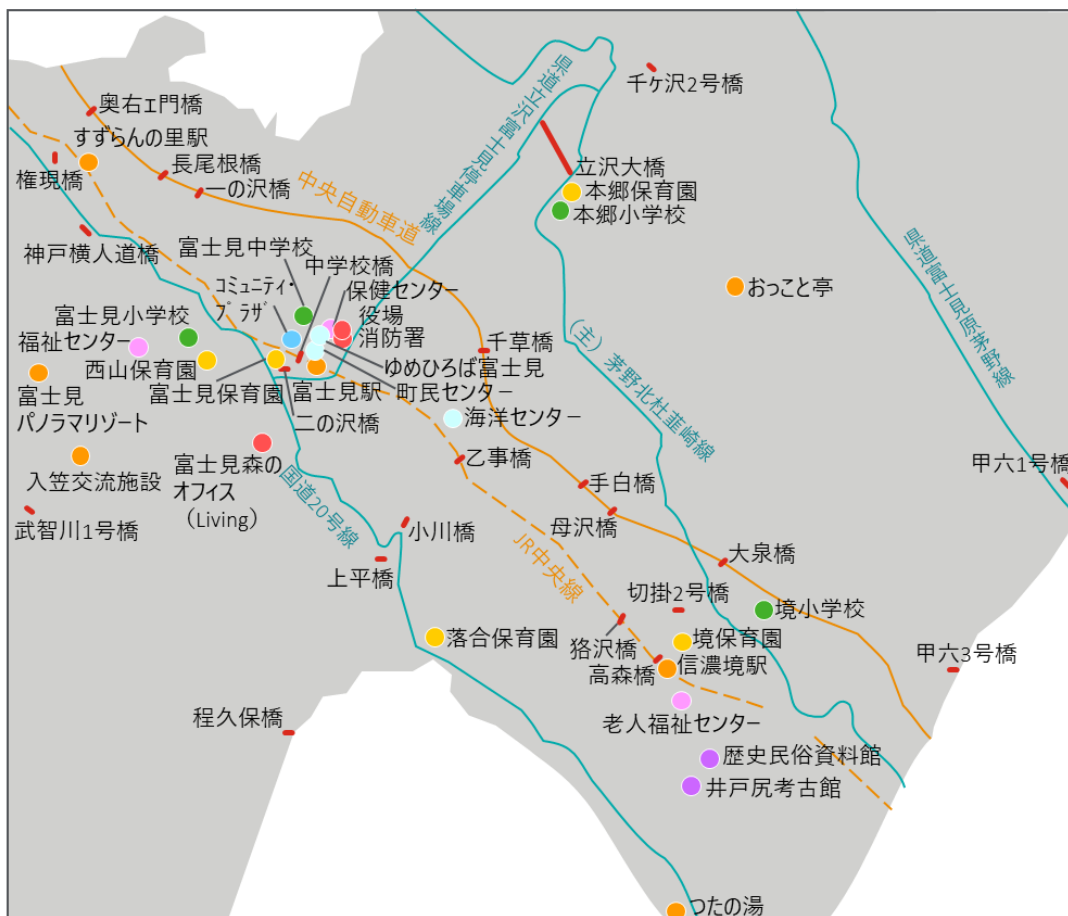 千ヶ沢2号橋
奥右ェ門橋
すずらんの里駅
権現橋
長尾根橋
一の沢橋
県道立沢富士見停車場線
立沢大橋
本郷保育園
本郷小学校
中央自動車道
神戸横人道橋
富士見中学校
中学校橋
コミュニティ・
プラザ
保健センター
役場
消防署
県道富士見原茅野線
おっこと亭
富士見小学校
福祉センター
西山保育園
千草橋
ゆめひろば富士見
(主)茅野北杜韮崎線
富士見保育園
富士見駅
町民センター
富士見
パノラマリゾート
二の沢橋
海洋センター
入笠交流施設
富士見森の
オフィス
(Living)
国道20号線
乙事橋
手白橋
甲六1号橋
武智川1号橋
小川橋
母沢橋
上平橋
JR中央線
大泉橋
切掛2号橋
境小学校
落合保育園
狢沢橋
境保育園
高森橋
信濃境駅
甲六3号橋
程久保橋
老人福祉センター
歴史民俗資料館
井戸尻考古館
つたの湯